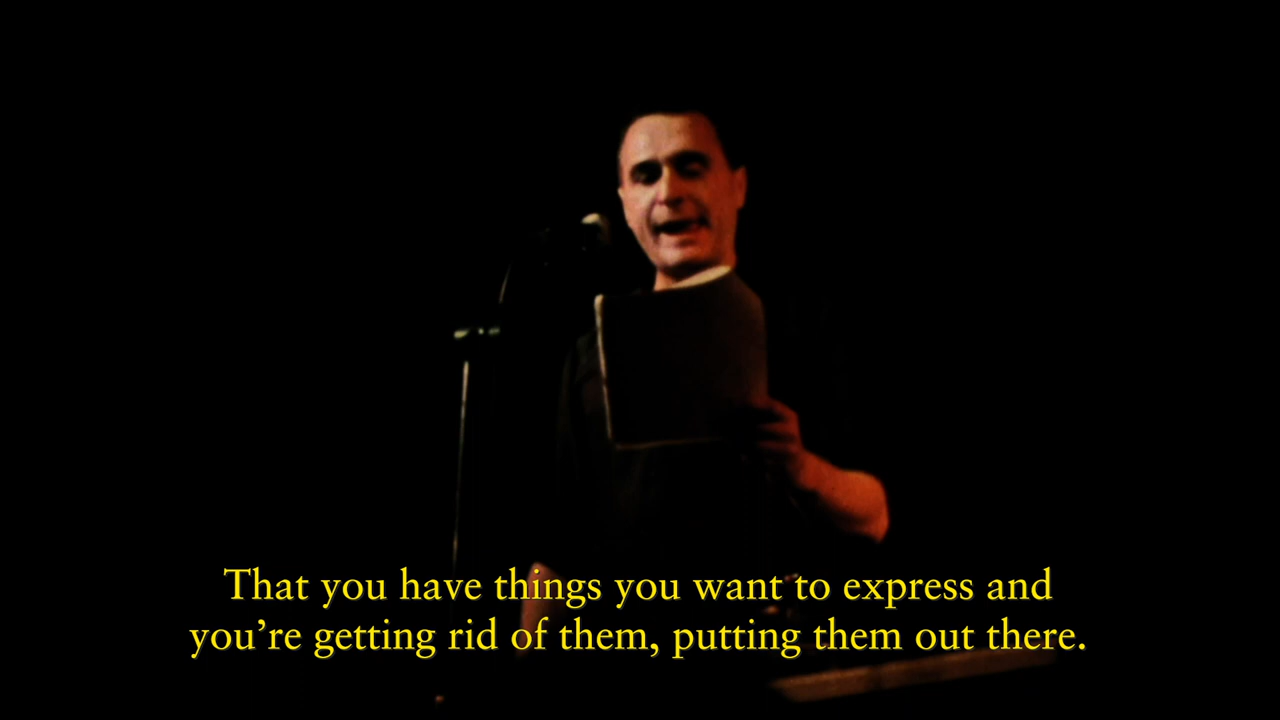 That you have things you want to express and
you’re getting rid of them, putting them out there.